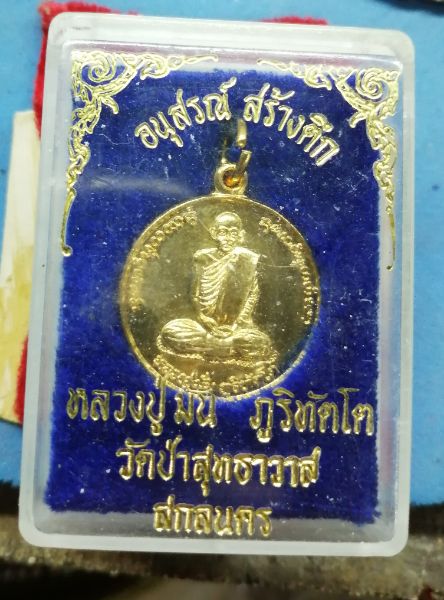 อนุสรณ์ สร้างตึก
หลวงปู่มั่น ภูริทัตโต
วัดป่าสุทธาวาส
สกลนคร